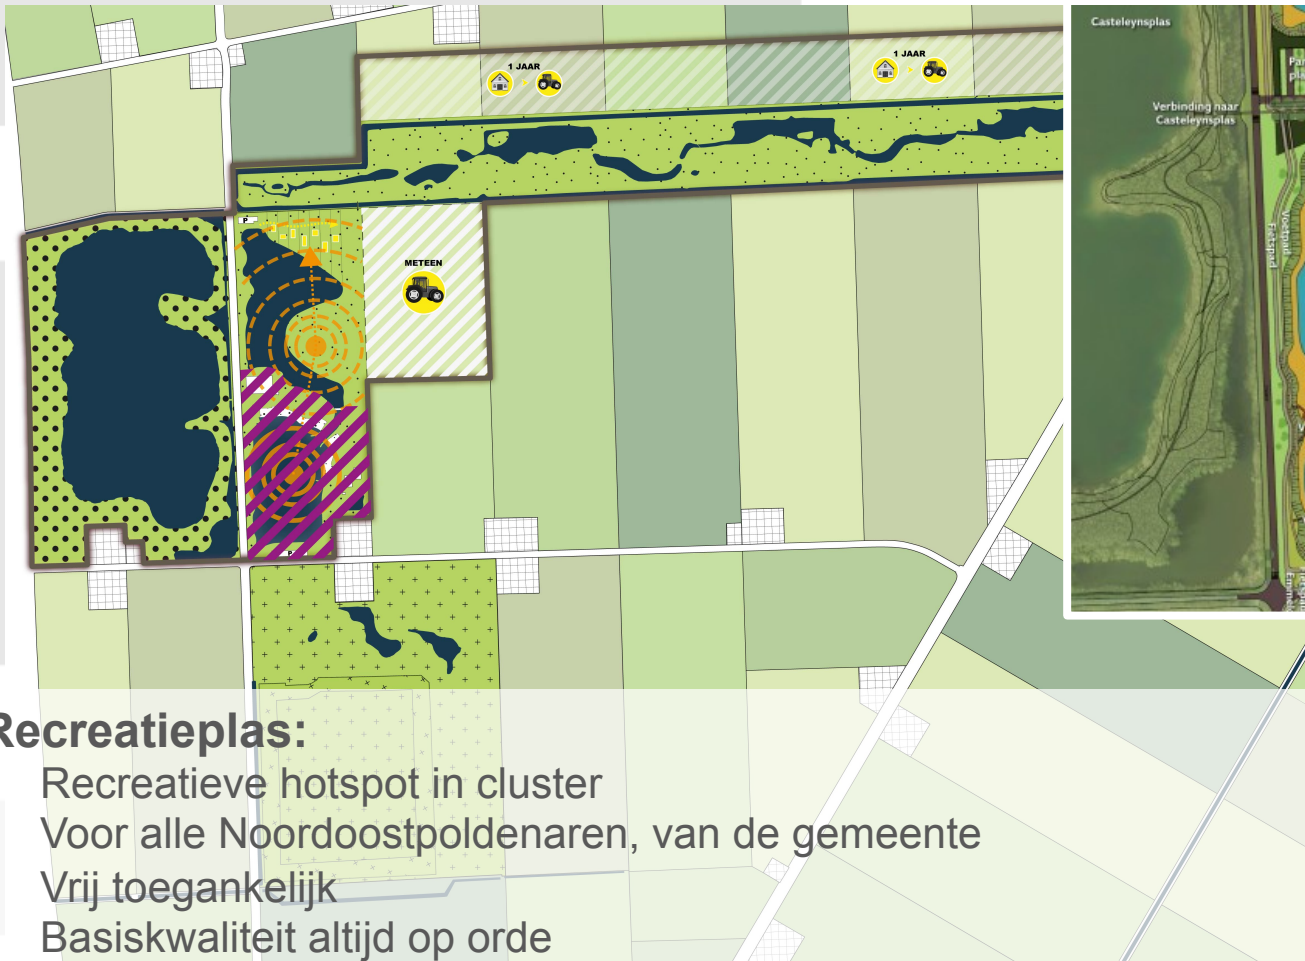 1 JAAR
1 JAAR
P
METEEN
P
Casteleynsplas
Verbinding naar
Casteleynsplas
Voetpad
Fietspad
Recreatieplas:
Recreatieve hotspot in cluster
Voor alle Noordoostpoldenaren, van de gemeente
Vrij toegankelijk
Basiskwaliteit altijd op orde